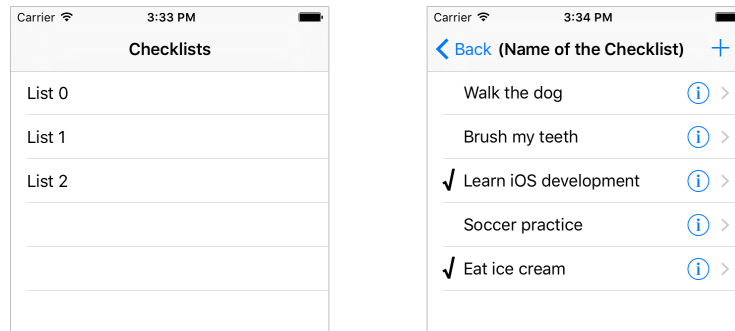 Carrier 3:33 PM
Checklists
List 0
List 1
List 2
Carrier 3:34 PM
Back (Name of the Checklist) +
Walk the dog
Brush my teeth
√ Learn iOS development
Soccer practice
√ Eat ice cream